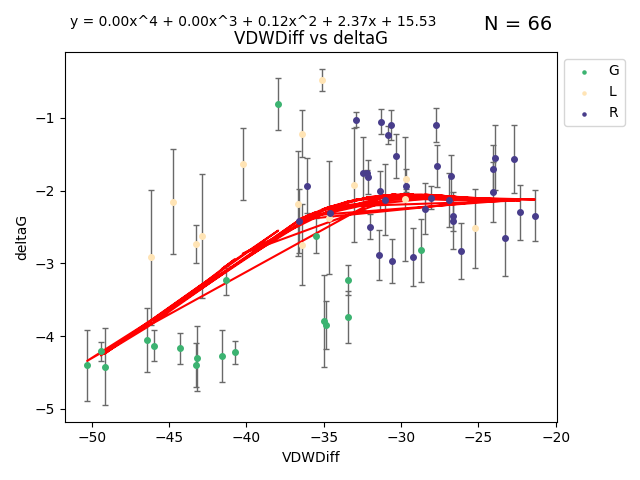 y = 0.00x^4 + 0.00x^3 + 0.12x^2 + 2.37x + 15.53
N = 66
VDWDiff vs deltaG
G
L
R
−1
−2
−3
−4
−5
deltaG
−50
−45
−40
−35
−30
−25
−20
VDWDiff